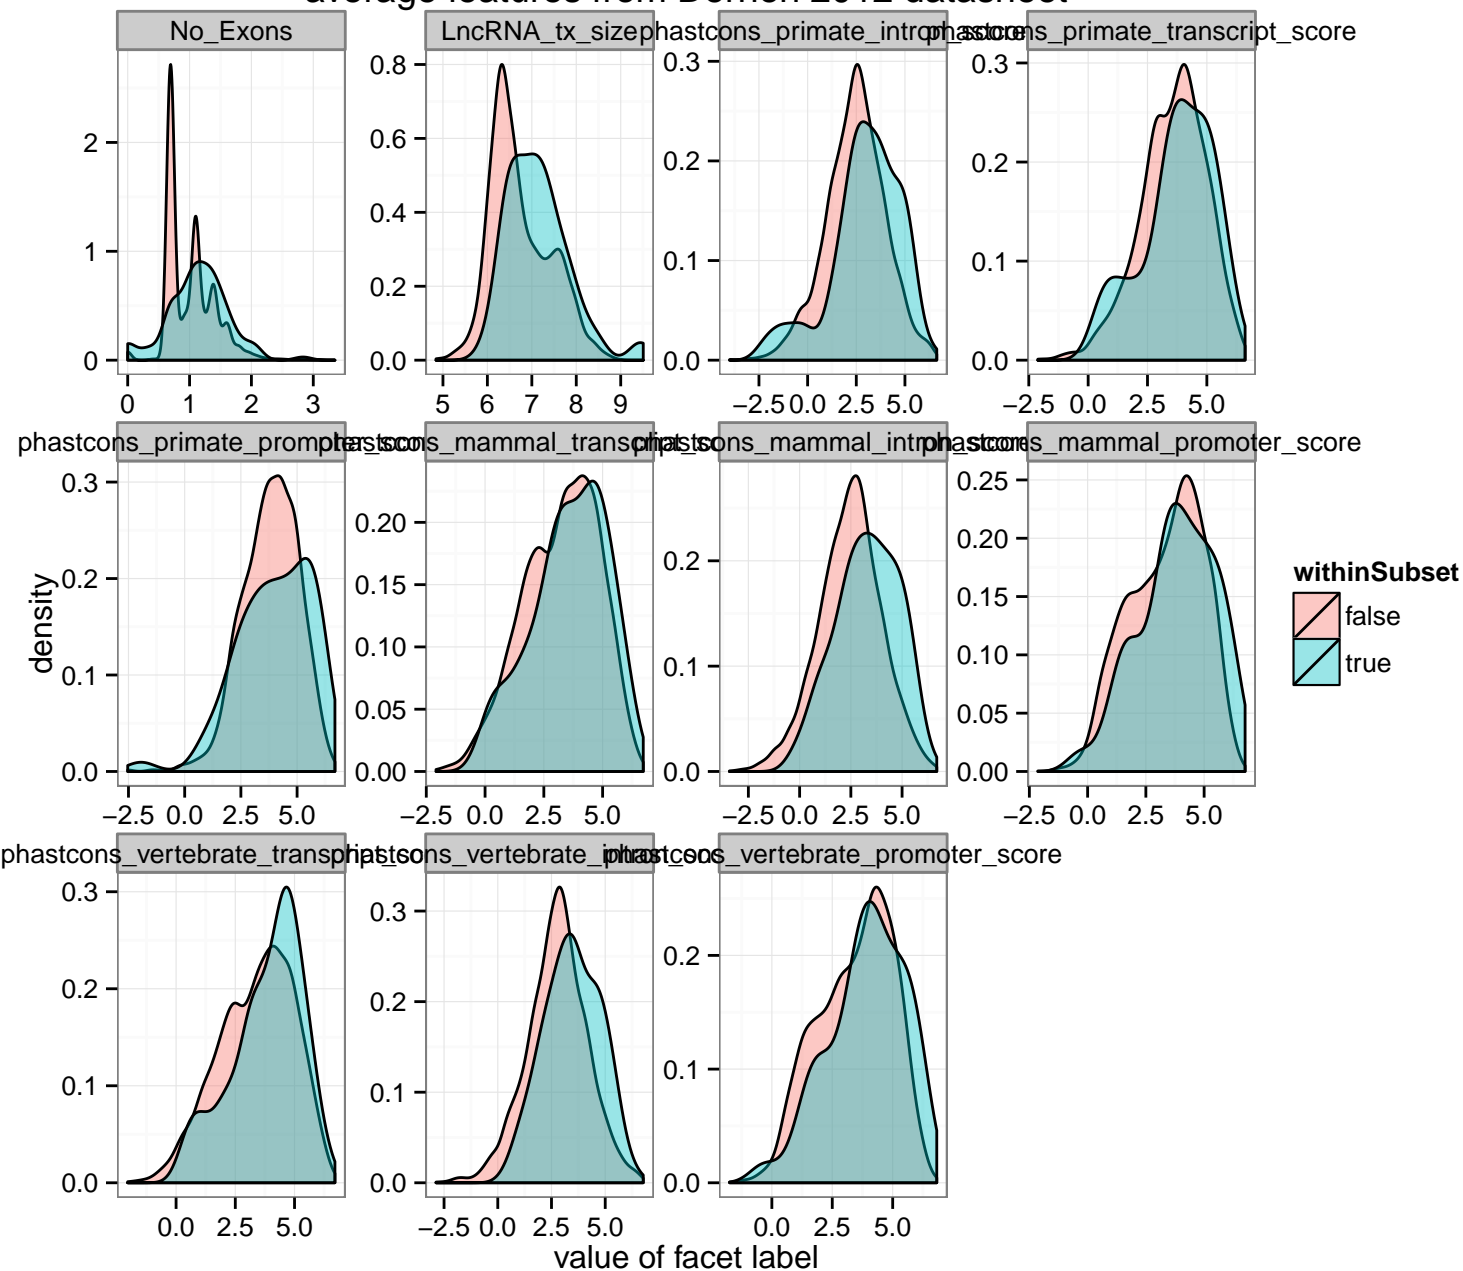 average features from Derrien 2012 datasheet
No_Exons
LncRNA_tx_size
phastcons_primate_intron_score
phastcons_primate_transcript_score
2
1
0
0 1 2 3
0.8
0.6
0.4
0.2
0.0
5 6 7 8 9
0.3
0.2
0.1
0.0
−2.5 0.0 2.5 5.0
0.3
0.2
0.1
0.0
−2.5 0.0 2.5 5.0
phastcons_primate_promoter_score
phastcons_mammal_transcript_score
phastcons_mammal_intron_score
phastcons_mammal_promoter_score
0.3
0.2
0.1
0.0
−2.5 0.0 2.5 5.0
0.20
0.15
0.10
0.05
0.00
−2.5 0.0 2.5 5.0
0.2
0.1
0.0
−2.5 0.0 2.5 5.0
0.25
0.20
0.15
0.10
0.05
0.00
−2.5 0.0 2.5 5.0
phastcons_vertebrate_transcript_score
phastcons_vertebrate_intron_score
phastcons_vertebrate_promoter_score
0.3
0.2
0.1
0.0
0.0 2.5 5.0
0.3
0.2
0.1
0.0
−2.5 0.0 2.5 5.0
0.2
0.1
0.0
0.0 2.5 5.0
density
value of facet label
withinSubset
false
true